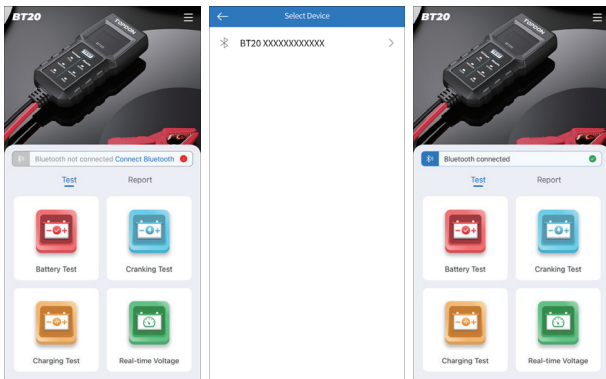 BT20
TOPDON
Bluetooth not connected Connect Bluetooth
Test Report
Battery Test Cranking Test
Charging Test Real-time Voltage
Select Device
BT20 XXXXXXXXXXXX
BT20
TOPDON
Bluetooth connected
Test Report
Battery Test Cranking Test
Charging Test Real-time Voltage